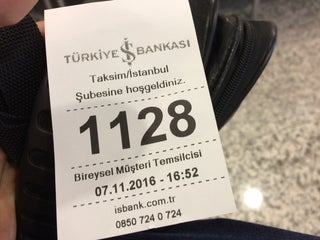 TÜRKİYE İŞ BANKASI
Taksim/İstanbul
Şubesine hoşgeldiniz.
1128
Bireysel Müşteri Temsilcisi
07.11.2016 - 16:52
isbank.com.tr
0850 724 0 724